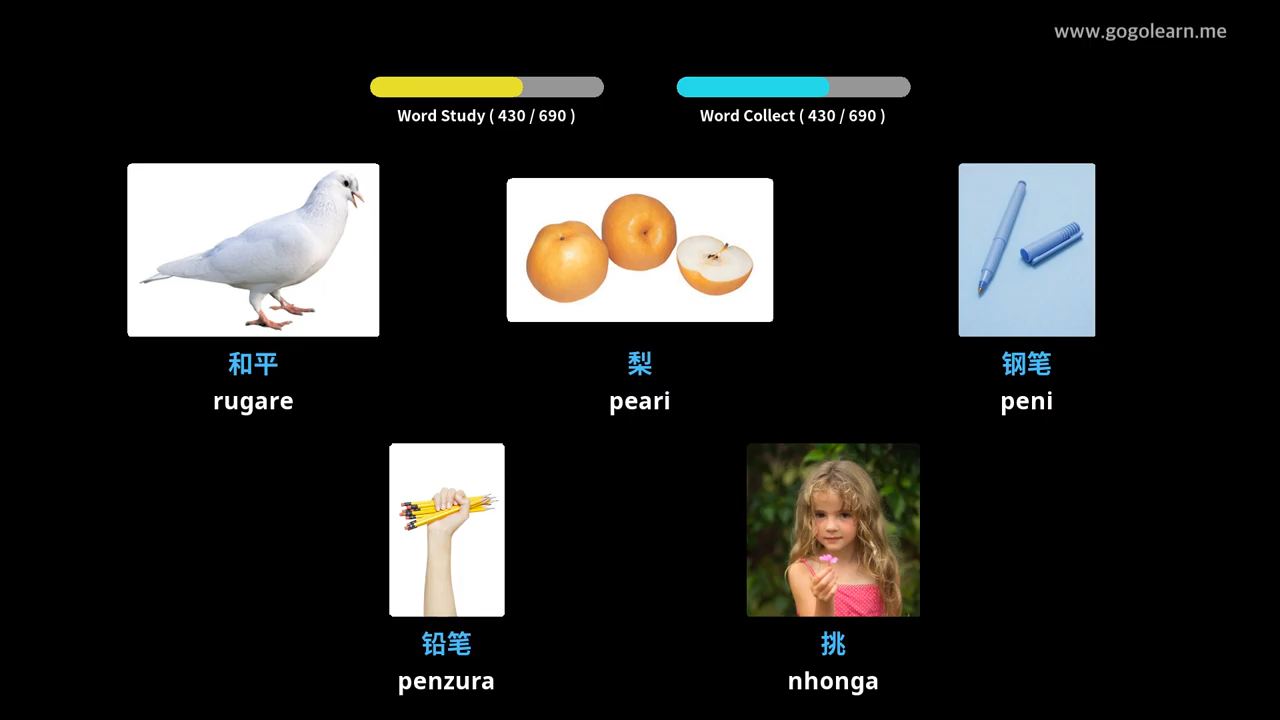 www.gogolearn.me
Word Study ( 430 / 690 )
Word Collect ( 430 / 690 )
和平
rugare
梨
peari
钢笔
peni
铅笔
penzura
挑
nhonga